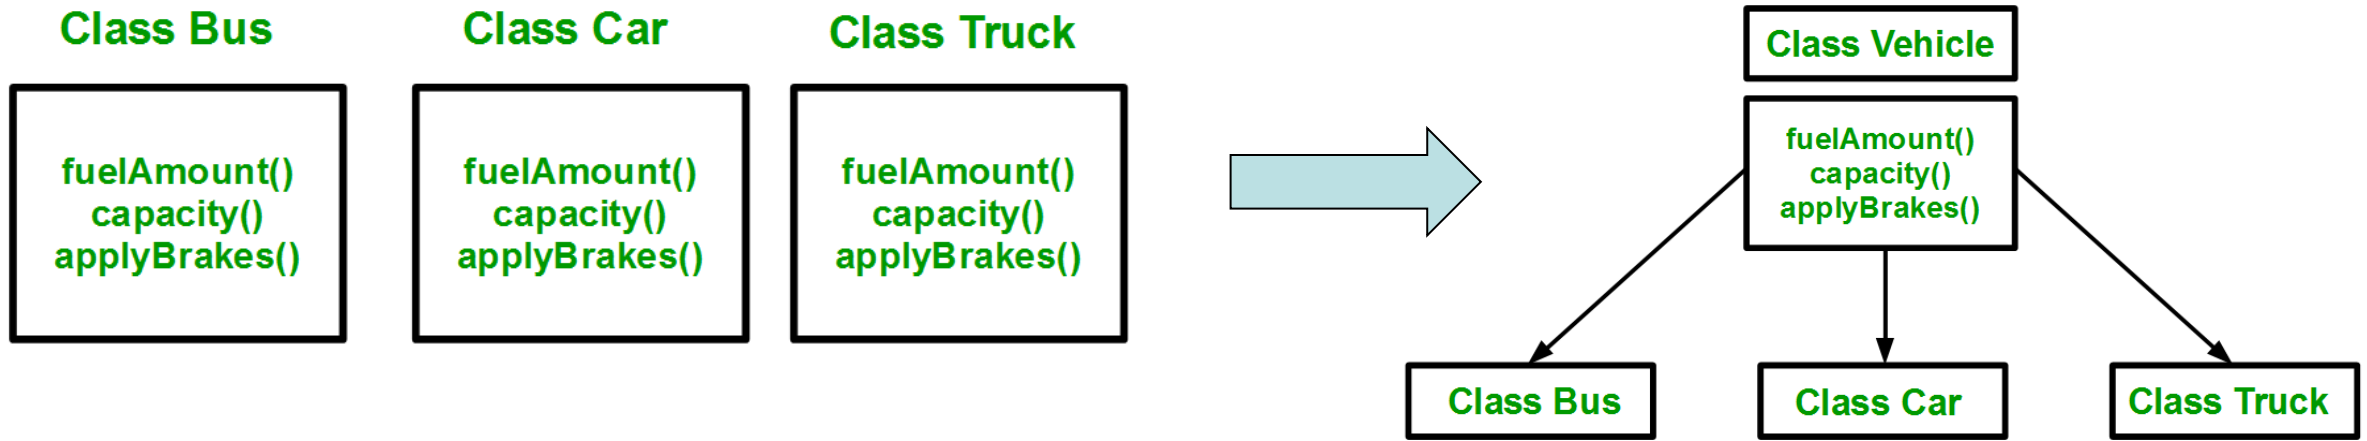 Class Bus
fuelAmount()
capacity()
applyBrakes()
Class Car
fuelAmount()
capacity()
applyBrakes()
Class Truck
fuelAmount()
capacity()
applyBrakes()
Class Vehicle
fuelAmount()
capacity()
applyBrakes()
Class Bus
Class Car
Class Truck